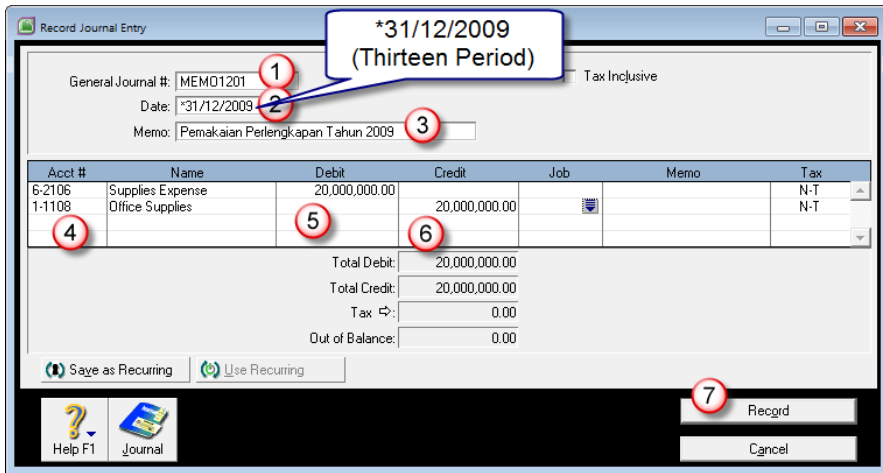 Record Journal Entry
*31/12/2009
(Thirteen Period)
General Journal #: MEMO1201 1
Tax Inclusive
Date: *31/12/2009 2
Memo: Pemakaian Perlengkapan Tahun 2009 3
Acct # Name Debit Credit Job Memo Tax
6-2106 Supplies Expense 20,000,000.00 N-T
1-1108 Office Supplies 20,000,000.00 N-T
4 5 6
Total Debit: 20,000,000.00
Total Credit: 20,000,000.00
Tax ⇨: 0.00
Out of Balance: 0.00
Save as Recurring Use Recurring
7 Record
Help F1 Journal Cancel